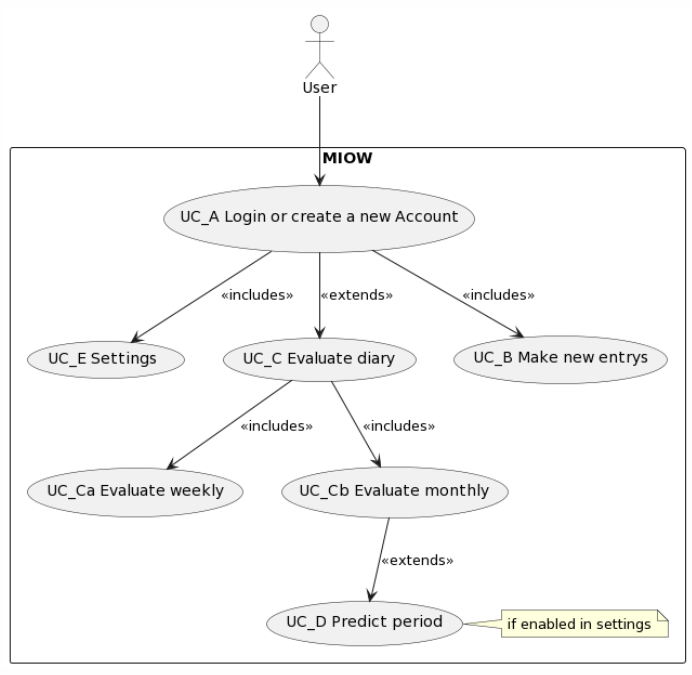 User
MIOW
UC_A Login or create a new Account
«includes»
«extends»
«includes»
UC_E Settings
UC_C Evaluate diary
UC_B Make new entrys
«includes»
«includes»
UC_Ca Evaluate weekly
UC_Cb Evaluate monthly
«extends»
UC_D Predict period
if enabled in settings